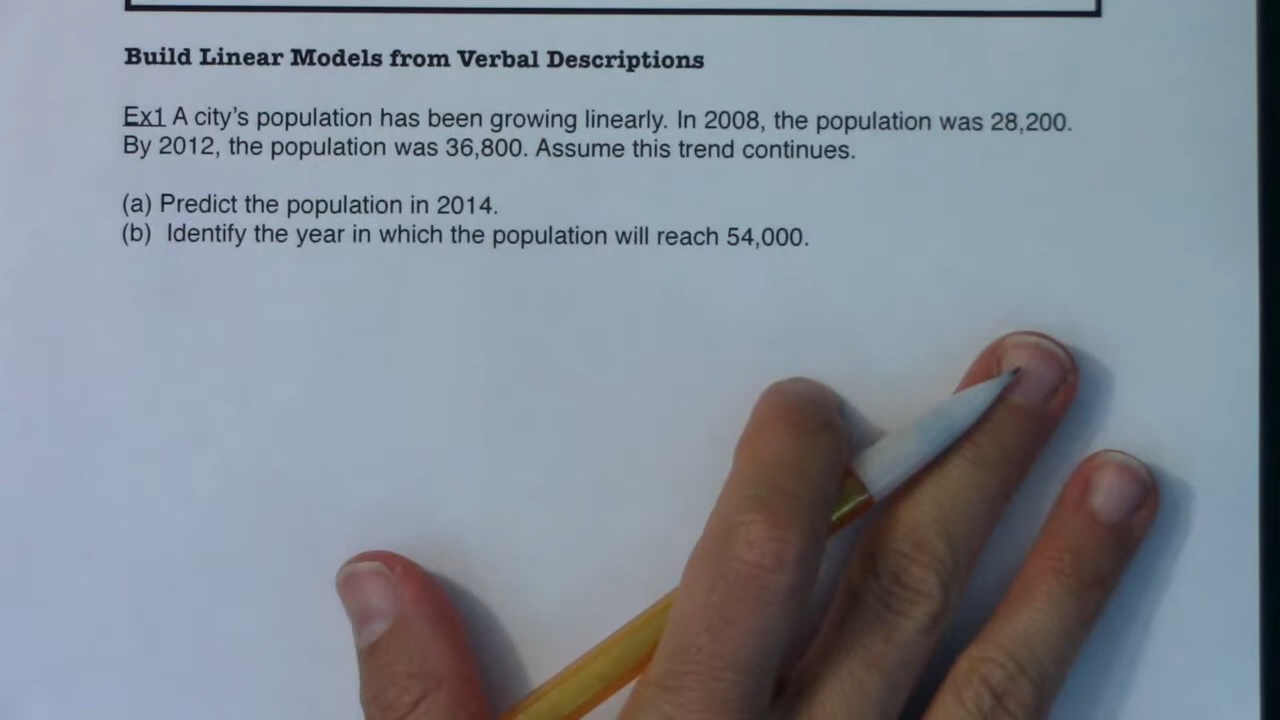 Build Linear Models from Verbal Descriptions
Ex1 A city's population has been growing linearly. In 2008, the population was 28,200.
By 2012, the population was 36,800. Assume this trend continues.
(a) Predict the population in 2014.
(b) Identify the year in which the population will reach 54,000.